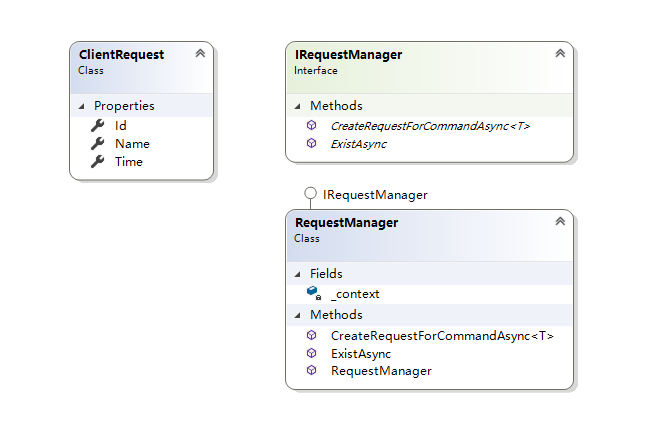 ClientRequest
Class
Properties
Id
Name
Time
IRequestManager
Interface
Methods
CreateRequestForCommandAsync<T>
ExistAsync
IRequestManager
RequestManager
Class
Fields
_context
Methods
CreateRequestForCommandAsync<T>
ExistAsync
RequestManager